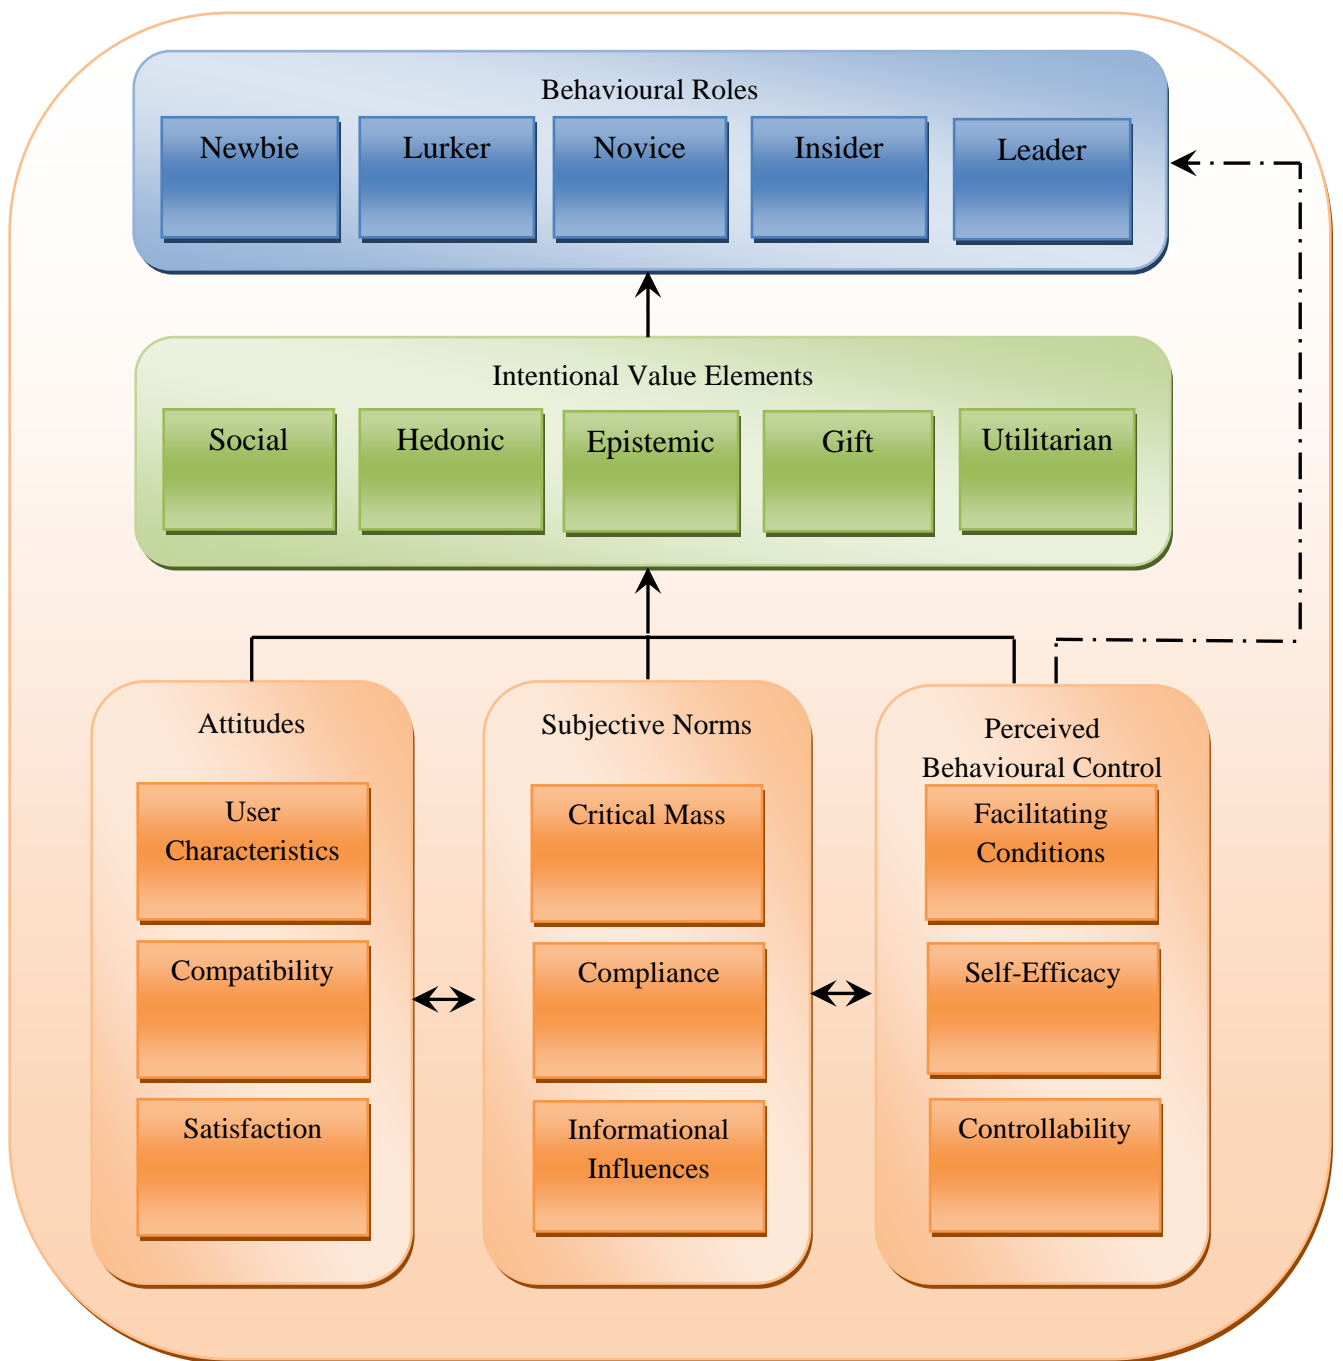 Behavioural Roles
Newbie
Lurker
Novice
Insider
Leader
Intentional Value Elements
Social
Hedonic
Epistemic
Gift
Utilitarian
Attitudes
User
Characteristics
Compatibility
Satisfaction
Subjective Norms
Critical Mass
Compliance
Informational
Influences
Perceived
Behavioural Control
Facilitating
Conditions
Self-Efficacy
Controllability